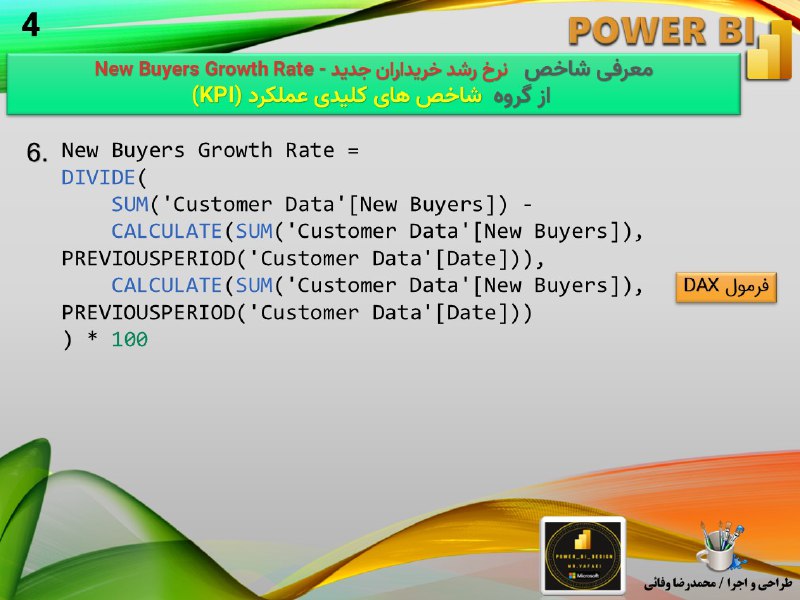 4
POWER BI
معرفی شاخص نرخ رشد خریداران جدید - New Buyers Growth Rate
از گروه شاخص های کلیدی عملکرد (KPI)
6. New Buyers Growth Rate =
DIVIDE(
SUM('Customer Data'[New Buyers]) -
CALCULATE(SUM('Customer Data'[New Buyers]),
PREVIOUSPERIOD('Customer Data'[Date])),
CALCULATE(SUM('Customer Data'[New Buyers]),
PREVIOUSPERIOD('Customer Data'[Date]))
) * 100
فرمول DAX
POWER_BI_DESIGN
MR.VAFAEI
Microsoft
طراحی و اجرا / محمدرضا وفائی